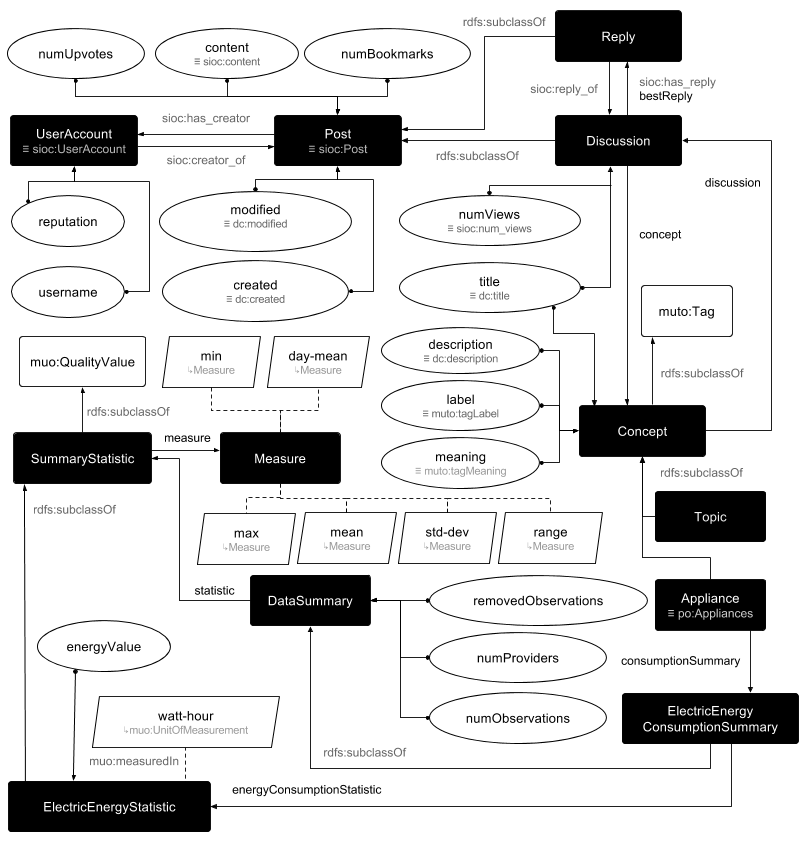 rdfs:subclassOf
Reply
numUpvotes
content
≡ sioc:content
numBookmarks
sioc:reply_of
sioc:has_reply
bestReply
sioc:has_creator
UserAccount
≡ sioc:UserAccount
Post
≡ sioc:Post
Discussion
sioc:creator_of
rdfs:subclassOf
discussion
reputation
modified
≡ dc:modified
numViews
≡ sioc:num_views
concept
username
created
≡ dc:created
title
≡ dc:title
muto:Tag
muo:QualityValue
min
↳Measure
day-mean
↳Measure
description
≡ dc:description
rdfs:subclassOf
label
≡ muto:tagLabel
rdfs:subclassOf
measure
SummaryStatistic
Measure
meaning
≡ muto:tagMeaning
Concept
rdfs:subclassOf
rdfs:subclassOf
max
↳Measure
mean
↳Measure
std-dev
↳Measure
range
↳Measure
Topic
statistic
DataSummary
removedObservations
Appliance
≡ po:Appliances
energyValue
numProviders
consumptionSummary
watt-hour
↳muo:UnitOfMeasurement
numObservations
ElectricEnergy
ConsumptionSummary
muo:measuredIn
rdfs:subclassOf
energyConsumptionStatistic
ElectricEnergyStatistic